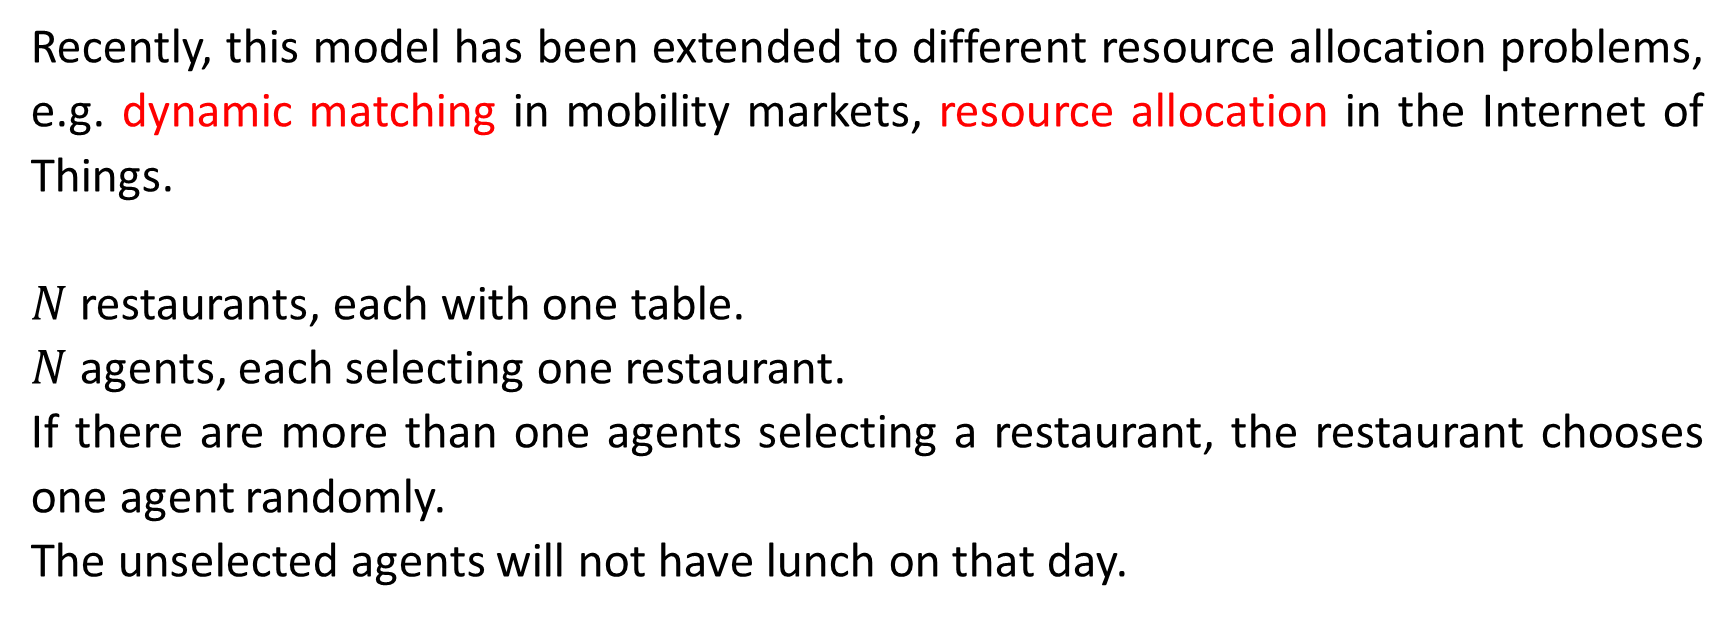 Recently, this model has been extended to different resource allocation problems,
e.g. dynamic matching in mobility markets, resource allocation in the Internet of
Things.
N restaurants, each with one table.
N agents, each selecting one restaurant.
If there are more than one agents selecting a restaurant, the restaurant chooses
one agent randomly.
The unselected agents will not have lunch on that day.